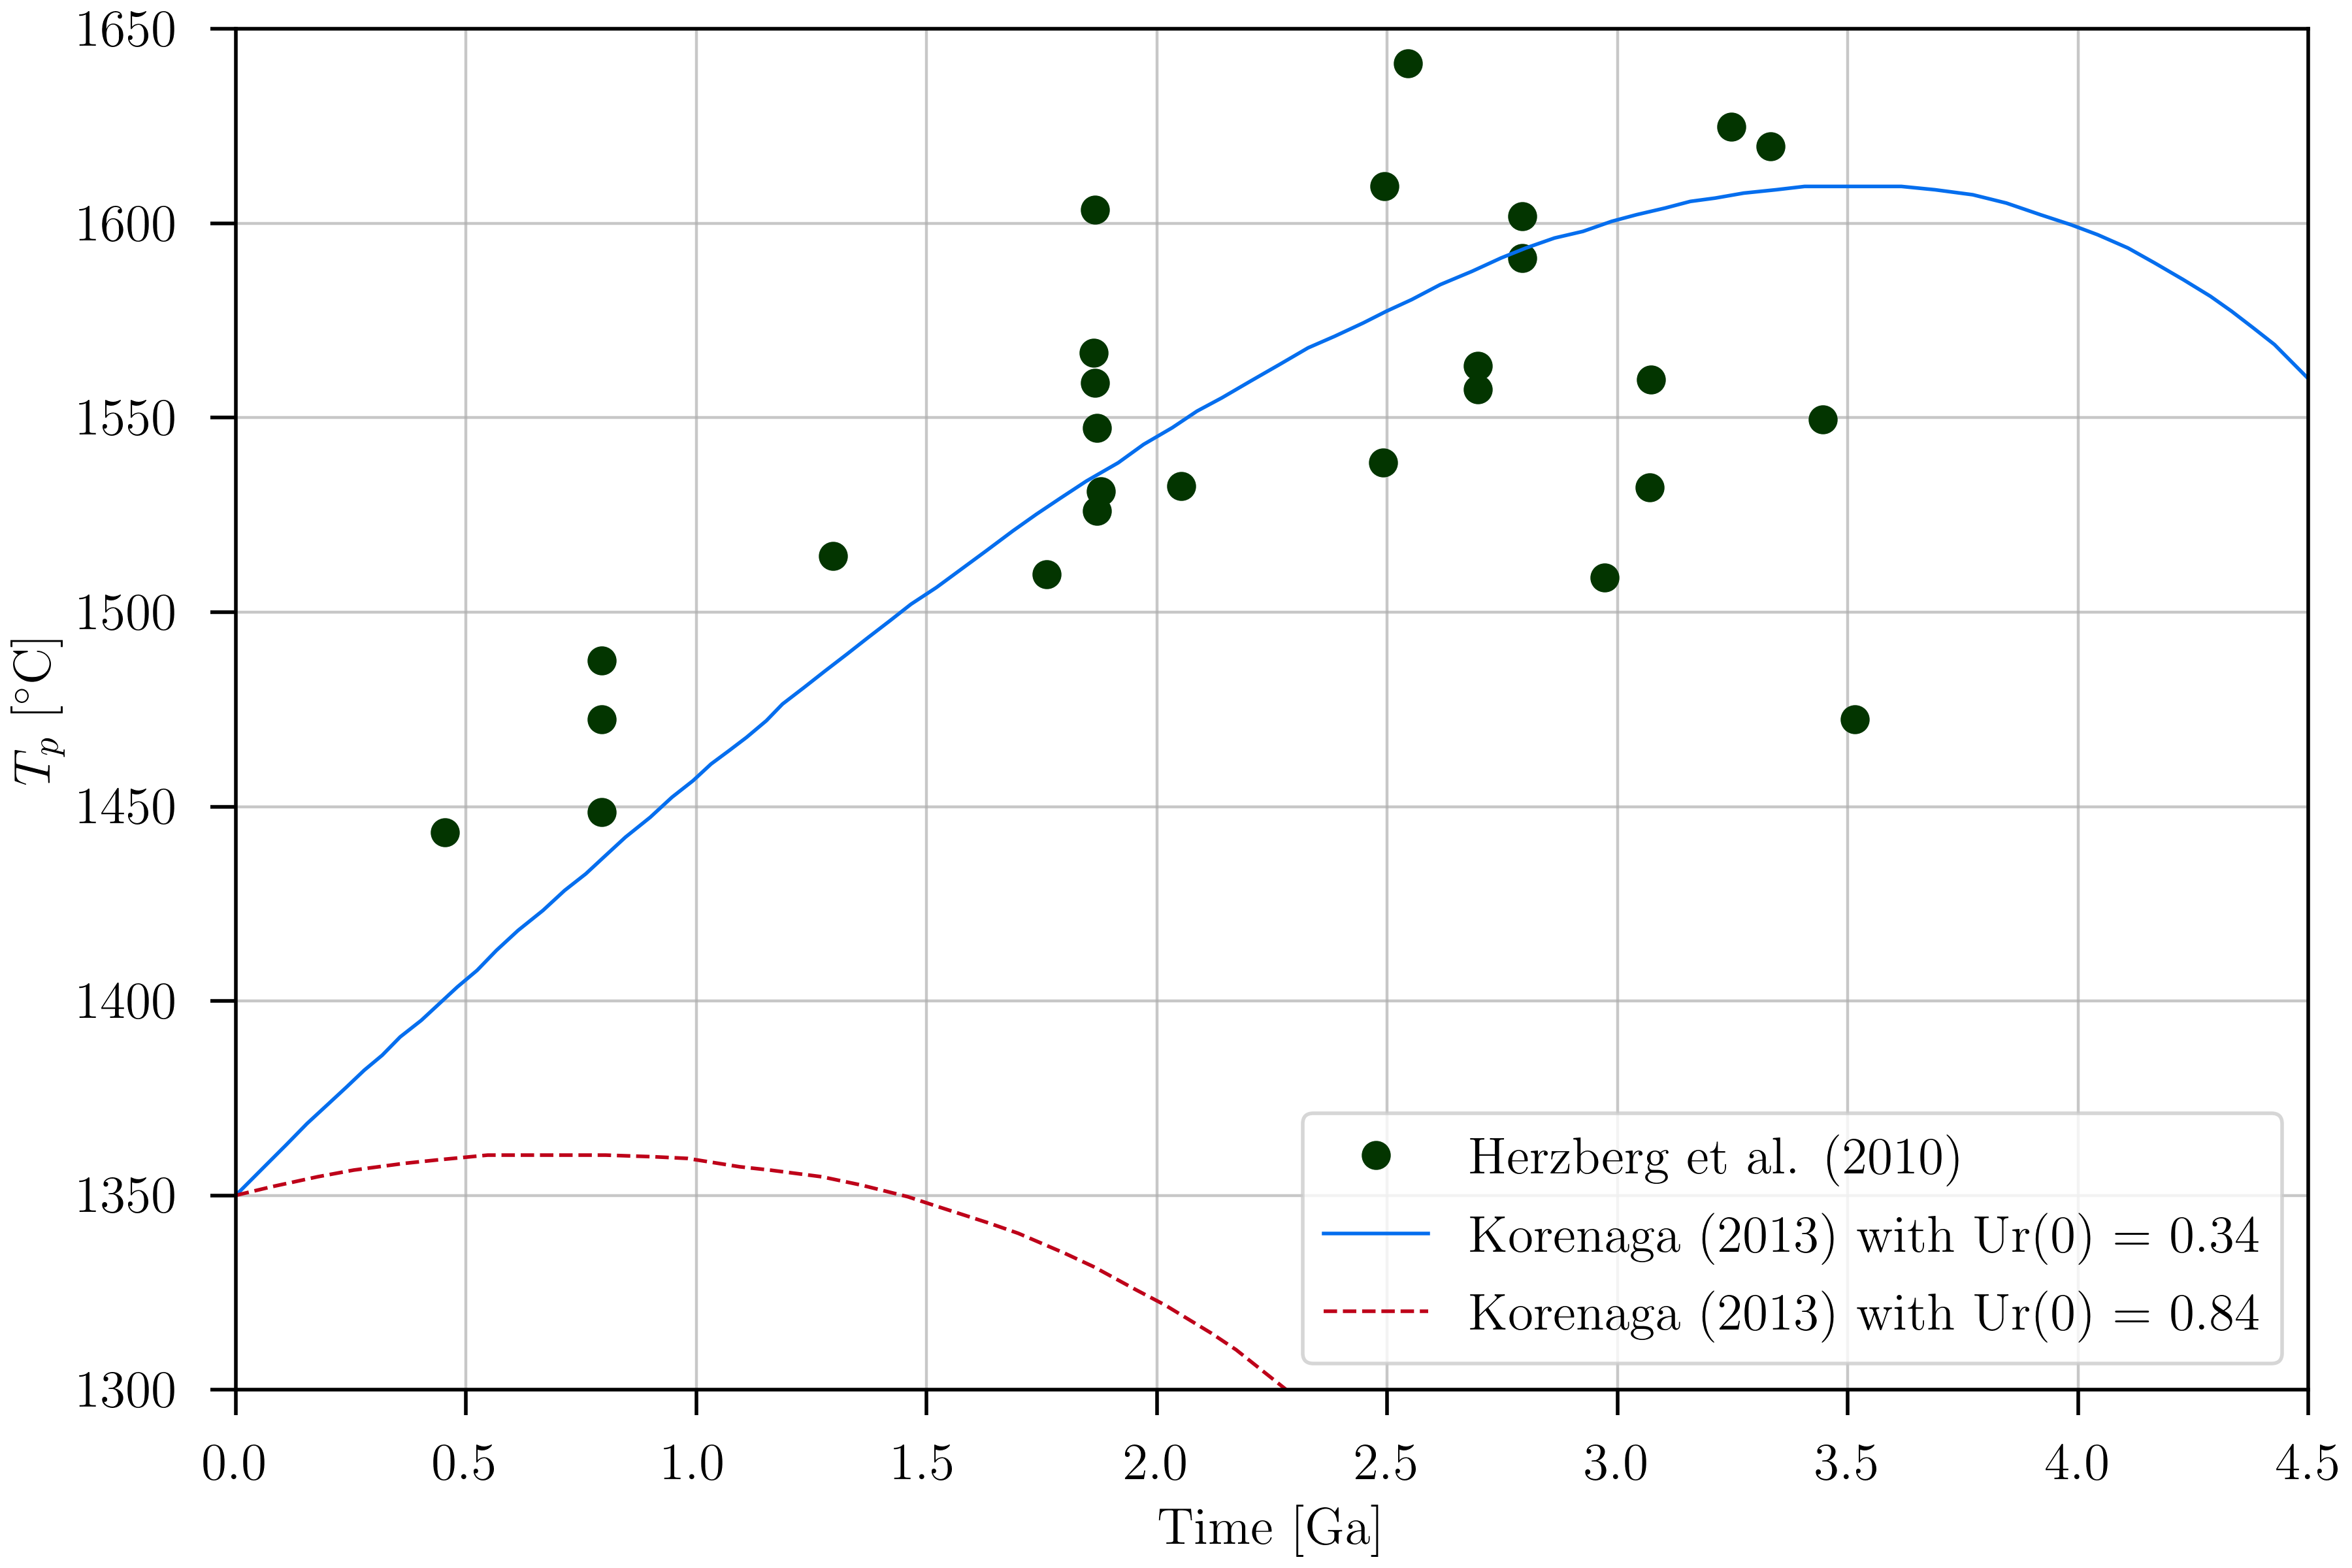 1650
1600
1550
1500
1450
1400
1350
1300
T_p [°C]
Herzberg et al. (2010)
Korenaga (2013) with Ur(0) = 0.34
Korenaga (2013) with Ur(0) = 0.84
0.0 0.5 1.0 1.5 2.0 2.5 3.0 3.5 4.0 4.5
Time [Ga]